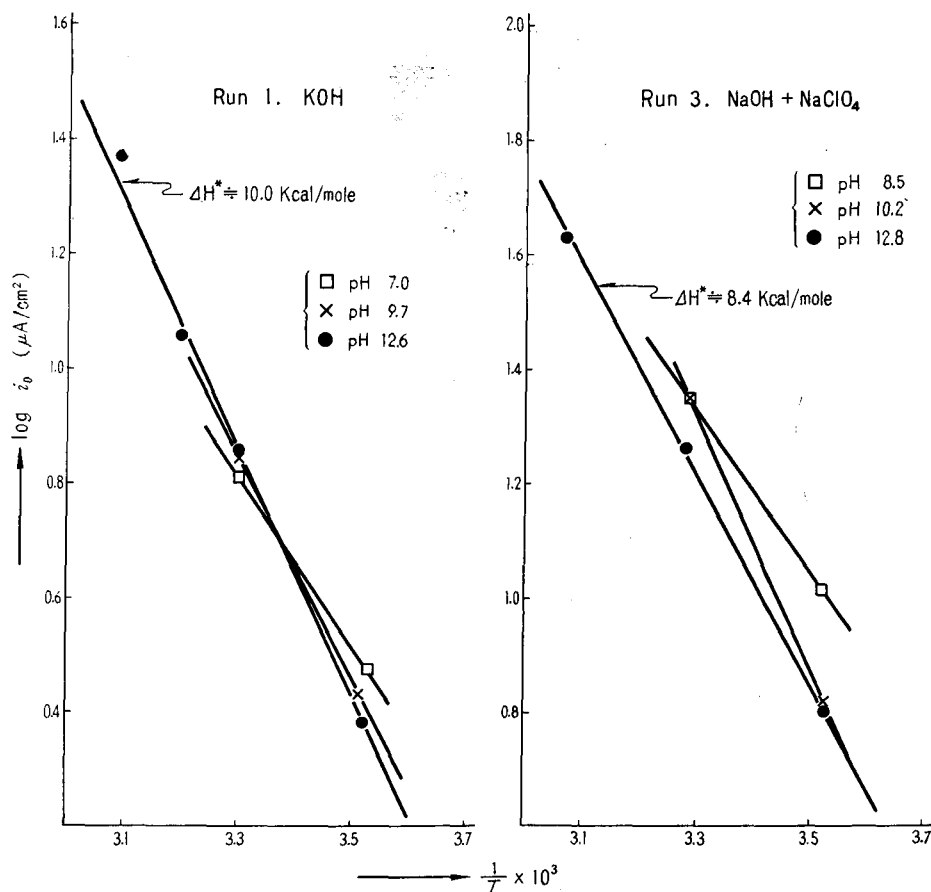 log i₀ (μA/cm²)
1.6
1.4
1.2
1.0
0.8
0.6
0.4
3.1
3.3
3.5
3.7
Run 1. KOH
ΔH* ≑ 10.0 Kcal/mole
□ pH 7.0
× pH 9.7
● pH 12.6
2.0
1.8
1.6
1.4
1.2
1.0
0.8
0.6
3.1
3.3
3.5
3.7
Run 3. NaOH + NaClO₄
□ pH 8.5
× pH 10.2
● pH 12.8
ΔH* ≑ 8.4 Kcal/mole
1/T × 10³